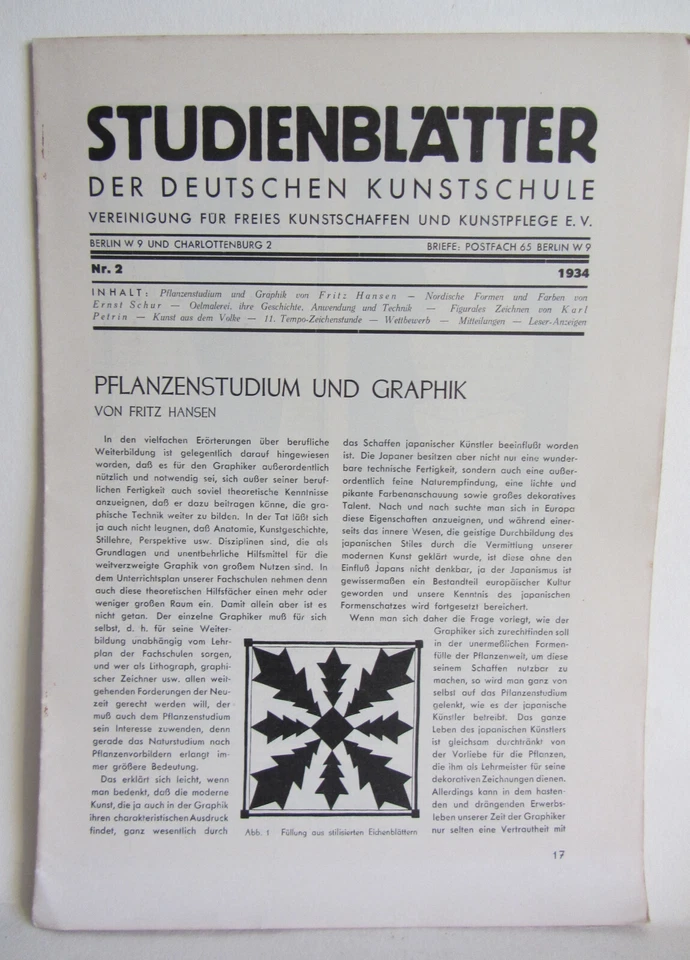 STUDIENBLÄTTER
DER DEUTSCHEN KUNSTSCHULE
VEREINIGUNG FÜR FREIES KUNSTSCHAFFEN UND KUNSTPFLEGE E. V.
BERLIN W 9 UND CHARLOTTENBURG 2 BRIEFE: POSTFACH 65 BERLIN W 9
Nr. 2 1934
INHALT: Pflanzenstudium und Graphik von Fritz Hansen — Nordische Formen und Farben von
Ernst Schur — Oelmalerei, ihre Geschichte, Anwendung und Technik — Figurales Zeichnen von Karl
Petrin — Kunst aus dem Volke — 11. Tempo-Zeichenstunde — Wettbewerb — Mitteilungen — Leser-Anzeigen
PFLANZENSTUDIUM UND GRAPHIK
VON FRITZ HANSEN
In den vielfachen Erörterungen über berufliche
Weiterbildung ist gelegentlich darauf hingewiesen
worden, daß es für den Graphiker außerordentlich
nützlich und notwendig sei, sich außer seiner beruf-
lichen Fertigkeit auch soviel theoretische Kenntnisse
anzueignen, daß er dazu beitragen könne, die gra-
phische Technik weiter zu bilden. In der Tat läßt sich
ja auch nicht leugnen, daß Anatomie, Kunstgeschichte,
Stillehre, Perspektive usw. Disziplinen sind, die als
Grundlagen und unentbehrliche Hilfsmittel für die
weitverzweigte Graphik von großem Nutzen sind. In
dem Unterrichtsplan unserer Fachschulen nehmen denn
auch diese theoretischen Hilfsfächer einen mehr oder
weniger großen Raum ein. Damit allein aber ist es
nicht getan. Der einzelne Graphiker muß für sich
selbst, d. h. für seine Weiter-
bildung unabhängig vom Lehr-
plan der Fachschulen sorgen,
und wer als Lithograph, graphi-
scher Zeichner usw. allen weit-
gehenden Forderungen der Neu-
zeit gerecht werden will, der
muß auch dem Pflanzenstudium
sein Interesse zuwenden, denn
gerade das Naturstudium nach
Pflanzenvorbildern erlangt im-
mer größere Bedeutung.
Das erklärt sich leicht, wenn
man bedenkt, daß die moderne
Kunst, die ja auch in der Graphik
ihren charakteristischen Ausdruck
findet, ganz wesentlich durch
Abb. 1 Füllung aus stilisierten Eichenblättern
das Schaffen japanischer Künstler beeinflußt worden
ist. Die Japaner besitzen aber nicht nur eine wunder-
bare technische Fertigkeit, sondern auch eine außer-
ordentlich feine Naturempfindung, eine lichte und
pikante Farbenanschauung sowie großes dekoratives
Talent. Nach und nach suchte man sich in Europa
diese Eigenschaften anzueignen, und während einer-
seits das innere Wesen, die geistige Durchbildung des
japanischen Stiles durch die Vermittlung unserer
modernen Kunst geklärt wurde, ist diese ohne den
Einfluß Japans nicht denkbar, ja der Japanismus ist
gewissermaßen ein Bestandteil europäischer Kultur
geworden und unsere Kenntnis des japanischen
Formenschatzes wird fortgesetzt bereichert.
Wenn man sich daher die Frage vorlegt, wie der
Graphiker sich zurechtfinden soll
in der unermeßlichen Formen-
fülle der Pflanzenwelt, um diese
seinem Schaffen nutzbar zu
machen, so wird man ganz von
selbst auf das Pflanzenstudium
gelenkt, wie es der japanische
Künstler betreibt. Das ganze
Leben des japanischen Künstlers
ist gleichsam durchtränkt von
der Vorliebe für die Pflanzen,
die ihm als Lehrmeister für seine
dekorativen Zeichnungen dienen.
Allerdings kann in dem hasten-
den und drängenden Erwerbs-
leben unserer Zeit der Graphiker
nur selten eine Vertrautheit mit
17